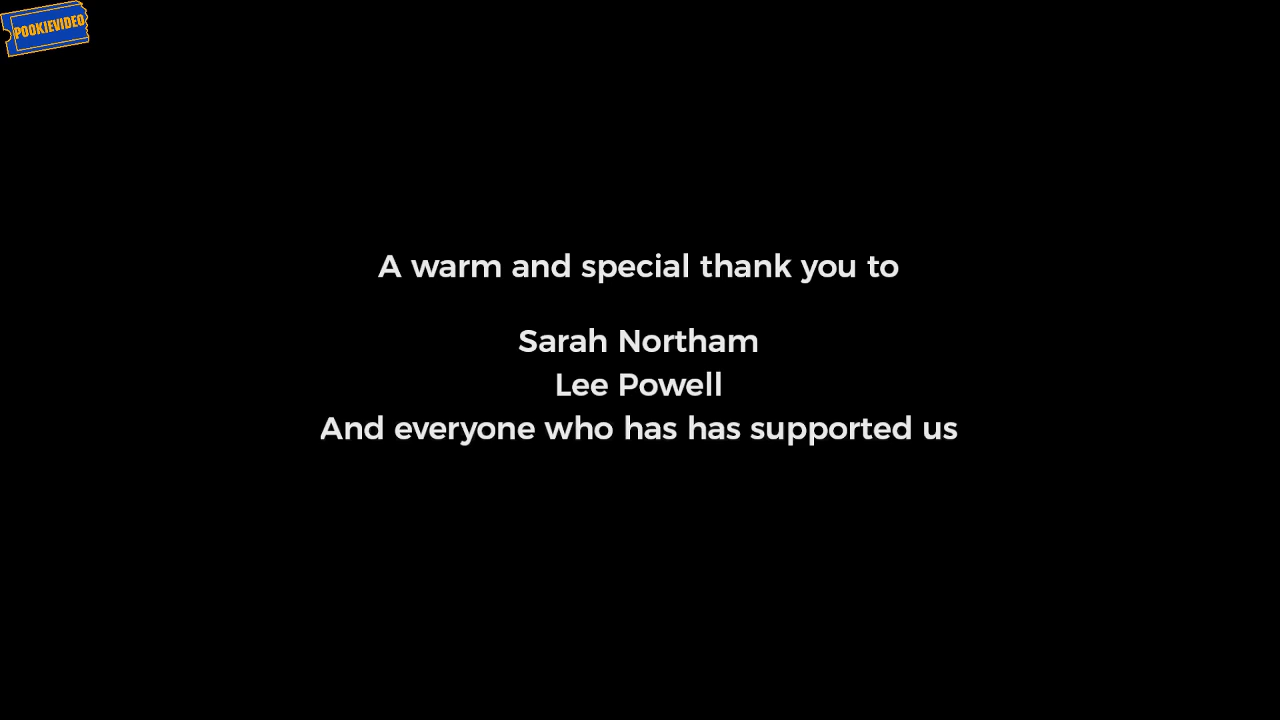 POOKIEVIDEO
A warm and special thank you to
Sarah Northam
Lee Powell
And everyone who has has supported us